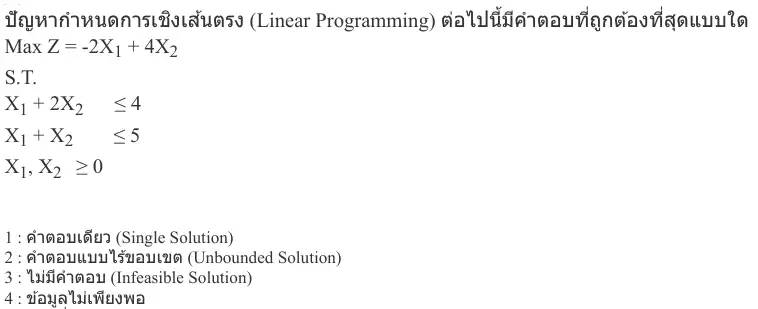 ปัญหากำหนดการเชิงเส้นตรง (Linear Programming) ต่อไปนี้มีคำตอบที่ถูกต้องที่สุดแบบใด
Max Z = -2X₁ + 4X₂
S.T.
X₁ + 2X₂ ≤ 4
X₁ + X₂ ≤ 5
X₁, X₂ ≥ 0
1 : คำตอบเดียว (Single Solution)
2 : คำตอบแบบไร้ขอบเขต (Unbounded Solution)
3 : ไม่มีคำตอบ (Infeasible Solution)
4 : ข้อมูลไม่เพียงพอ